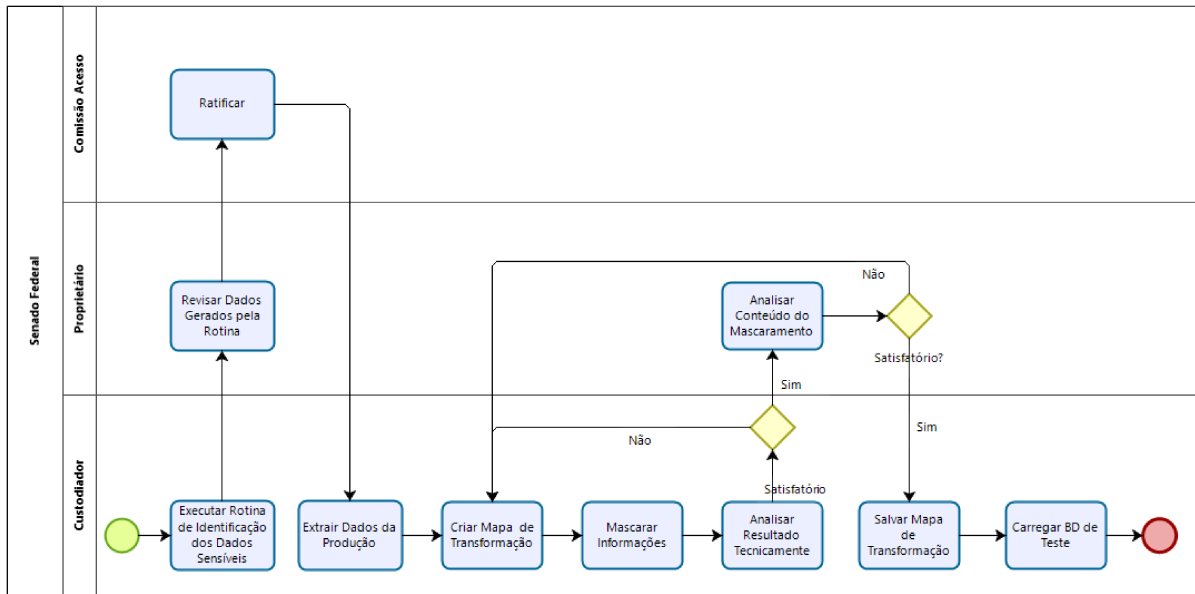 Senado Federal
Comissão Acesso
Ratificar
Proprietário
Revisar Dados
Gerados pela
Rotina
Analisar
Conteúdo do
Mascaramento
Não
Satisfatório?
Sim
Sim
Custodiador
Não
Satisfatório
Executar Rotina
de Identificação
dos Dados
Sensíveis
Extrair Dados da
Produção
Criar Mapa de
Transformação
Mascarar
Informações
Analisar
Resultado
Tecnicamente
Salvar Mapa
de
Transformação
Carregar BD de
Teste